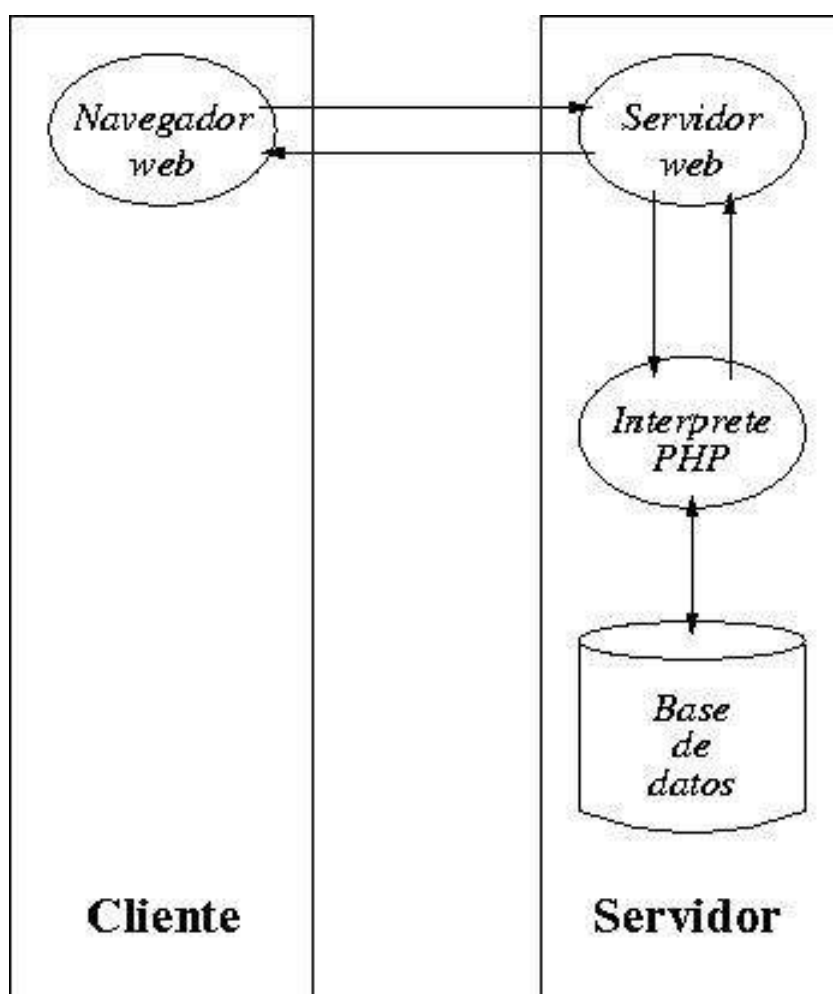 Navegador
web
Servidor
web
Interprete
PHP
Base
de
datos
Cliente
Servidor